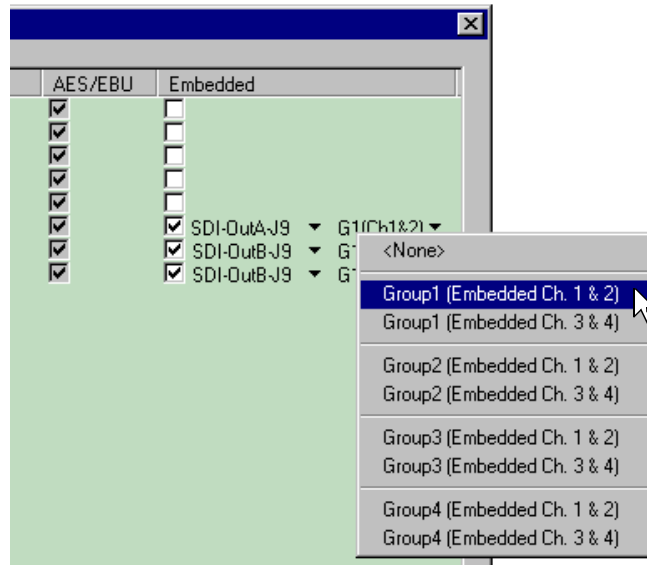 AES/EBU Embedded
SDI-OutA-J9 G1(Ch1&2)
SDI-OutB-J9 G1
SDI-OutB-J9 G1
<None>
Group1 (Embedded Ch. 1 & 2)
Group1 (Embedded Ch. 3 & 4)
Group2 (Embedded Ch. 1 & 2)
Group2 (Embedded Ch. 3 & 4)
Group3 (Embedded Ch. 1 & 2)
Group3 (Embedded Ch. 3 & 4)
Group4 (Embedded Ch. 1 & 2)
Group4 (Embedded Ch. 3 & 4)